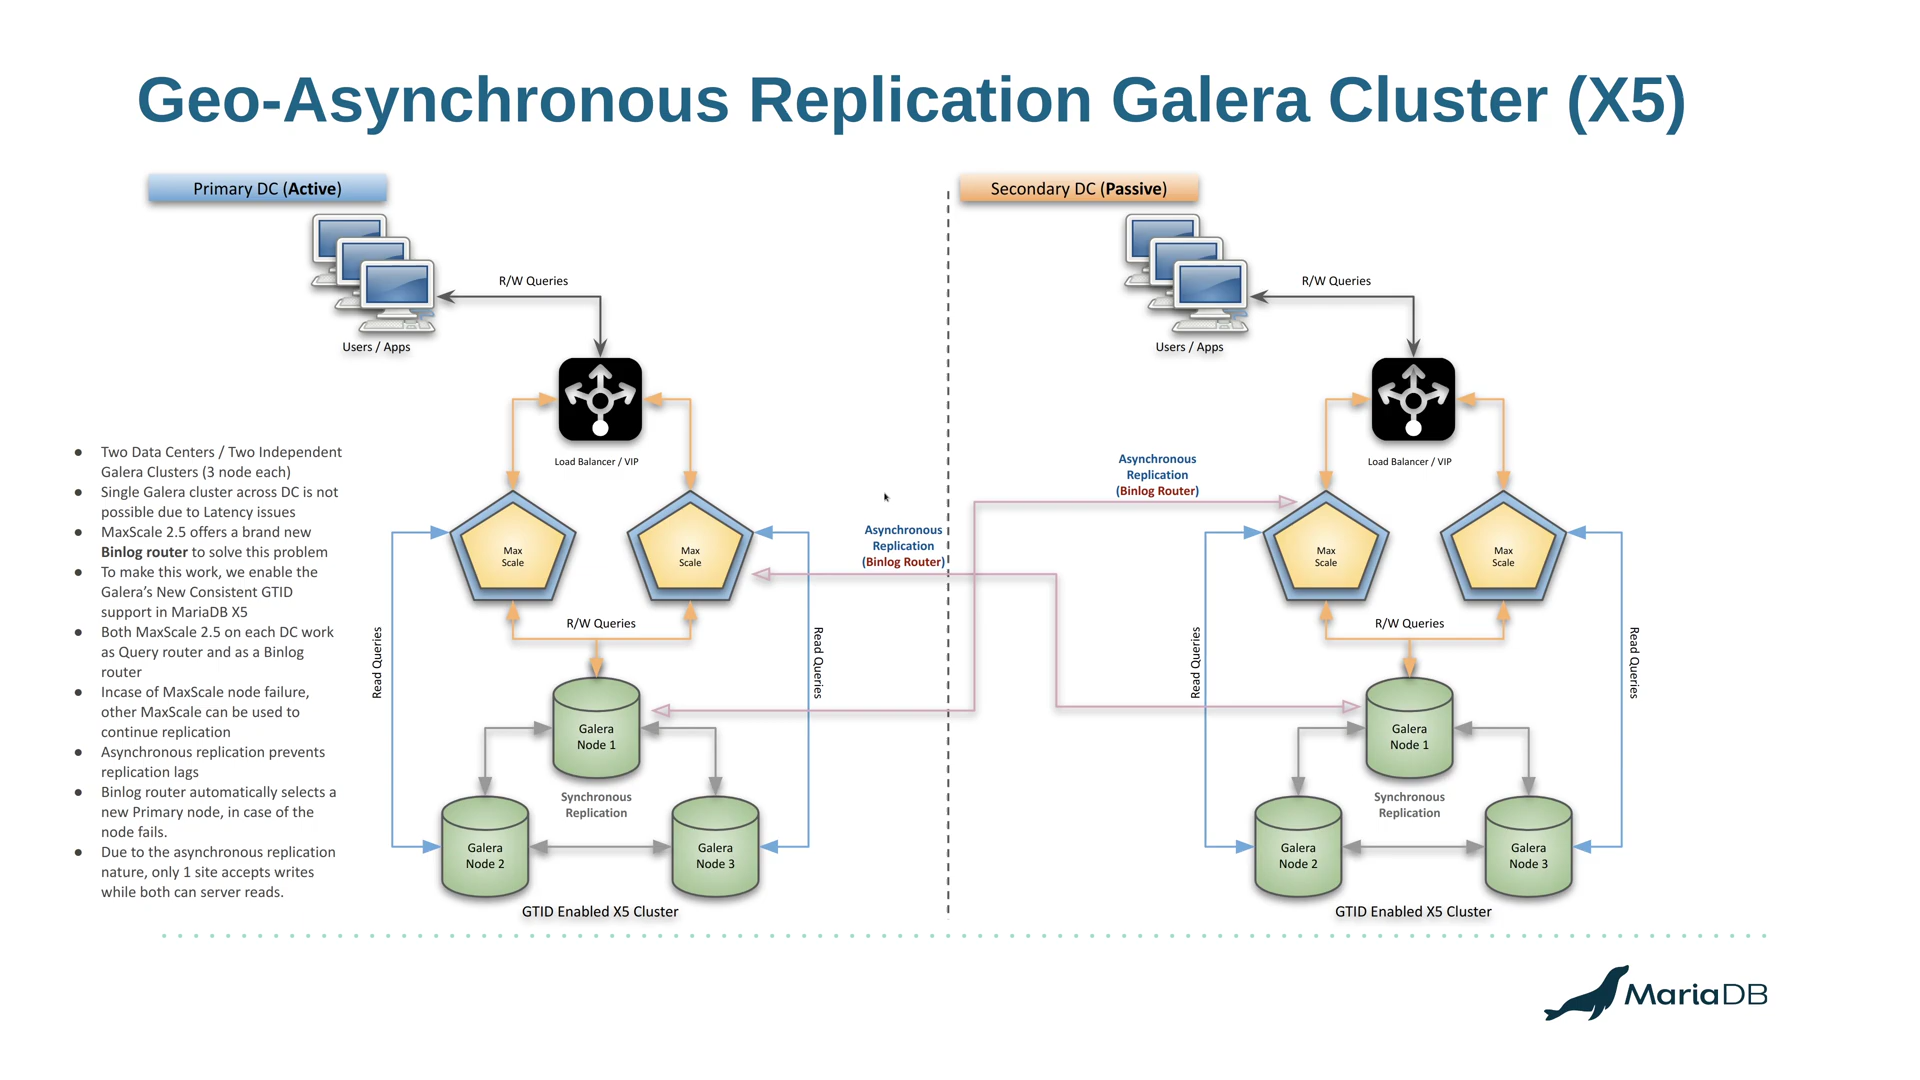 Geo-Asynchronous Replication Galera Cluster (X5)
Primary DC (Active)
Secondary DC (Passive)
R/W Queries
R/W Queries
Users / Apps
Users / Apps
Load Balancer / VIP
Load Balancer / VIP
● Two Data Centers / Two Independent
Galera Clusters (3 node each)
● Single Galera cluster across DC is not
possible due to Latency issues
● MaxScale 2.5 offers a brand new
Binlog router to solve this problem
● To make this work, we enable the
Galera's New Consistent GTID
support in MariaDB X5
● Both MaxScale 2.5 on each DC work
as Query router and as a Binlog
router
● Incase of MaxScale node failure,
other MaxScale can be used to
continue replication
● Asynchronous replication prevents
replication lags
● Binlog router automatically selects a
new Primary node, in case of the
node fails.
● Due to the asynchronous replication
nature, only 1 site accepts writes
while both can server reads.
Max
Scale
Max
Scale
Asynchronous
Replication
(Binlog Router)
Asynchronous
Replication
(Binlog Router)
Max
Scale
Max
Scale
R/W Queries
R/W Queries
Read Queries
Read Queries
Read Queries
Read Queries
Galera
Node 1
Synchronous
Replication
Galera
Node 2
Galera
Node 3
GTID Enabled X5 Cluster
Galera
Node 1
Synchronous
Replication
Galera
Node 2
Galera
Node 3
GTID Enabled X5 Cluster
MariaDB